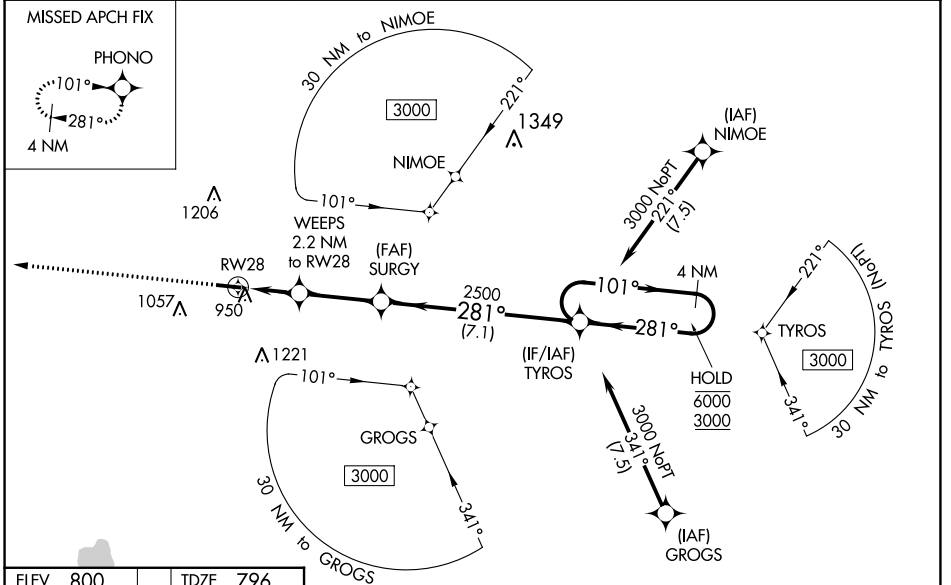 MISSED APCH FIX
PHONO
101°
281°
4 NM
30 NM to NIMOE
3000
221°
1349
NIMOE
101°
(IAF)
NIMOE
3000 NoPT
221°
(7.5)
1206
WEEPS
2.2 NM
to RW28
(FAF)
SURGY
RW28
1057
950
2500
281°
(7.1)
4 NM
101°
281°
(IF/IAF)
TYROS
HOLD
6000
3000
221°
TYROS
3000
341°
30 NM to TYROS (NoPT)
1221
101°
GROGS
3000
341°
30 NM to GROGS
3000 NoPT
341°
(7.5)
(IAF)
GROGS
ELEV 800
TDZE 796